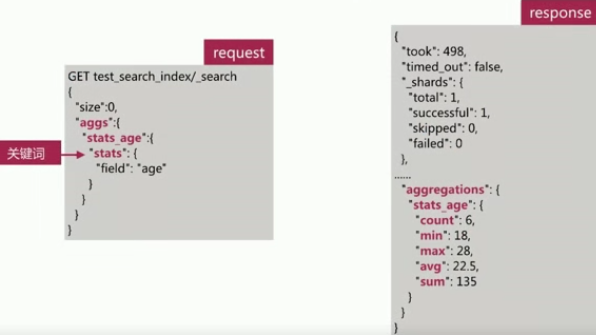 request
GET test_search_index/_search
{
"size":0,
"aggs":{
"stats_age":{
"stats": {
"field": "age"
}
}
}
}
关键词
response
{
"took": 498,
"timed_out": false,
"_shards": {
"total": 1,
"successful": 1,
"skipped": 0,
"failed": 0
},
......
"aggregations": {
"stats_age": {
"count": 6,
"min": 18,
"max": 28,
"avg": 22.5,
"sum": 135
}
}
}